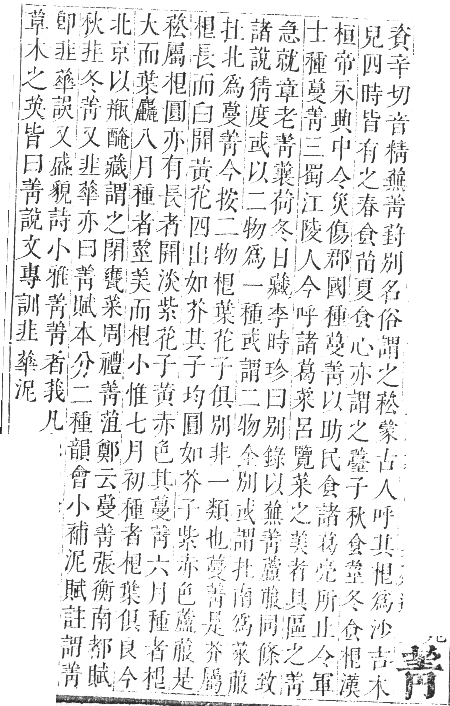 菁
資辛切音精蕪菁葑別名俗謂之菘蒙古人呼其根爲沙吉木
兒四時皆有之春食苗夏食心亦謂之薹子秋食莖冬食根漢
桓帝永典中令災傷郡國種蔓菁以助民食諸葛亮所止令軍
士種蔓菁三蜀江陵人今呼諸葛菜呂覽菜之美者具區之菁
急就章老菁蘘荷冬日藏李時珍曰別錄以蕪菁蘆菔同條致
諸說猜度或以二物爲一種或謂二物全別或謂在南爲萊菔
在北爲蔓菁今按二物根葉花子俱別非一類也蔓菁是芥屬
根長而白開黃花四出如芥其子均圓如芥子紫赤色蘆菔是
菘屬根圓亦有長者開淡紫花子黃赤色其蔓菁六月種者根
大而葉麤八月種者莖美而根小惟七月初種者根葉俱良今
北京以瓶醃藏謂之閉甕菜周禮菁菹鄭云蔓菁張衡南都賦
秋韭冬菁又韭華亦曰菁賦本分二種韻會小補泥賦註謂菁
卽韭華誤又盛貌詩小雅菁菁者莪凡
草木之英皆曰菁說文專訓韭華泥